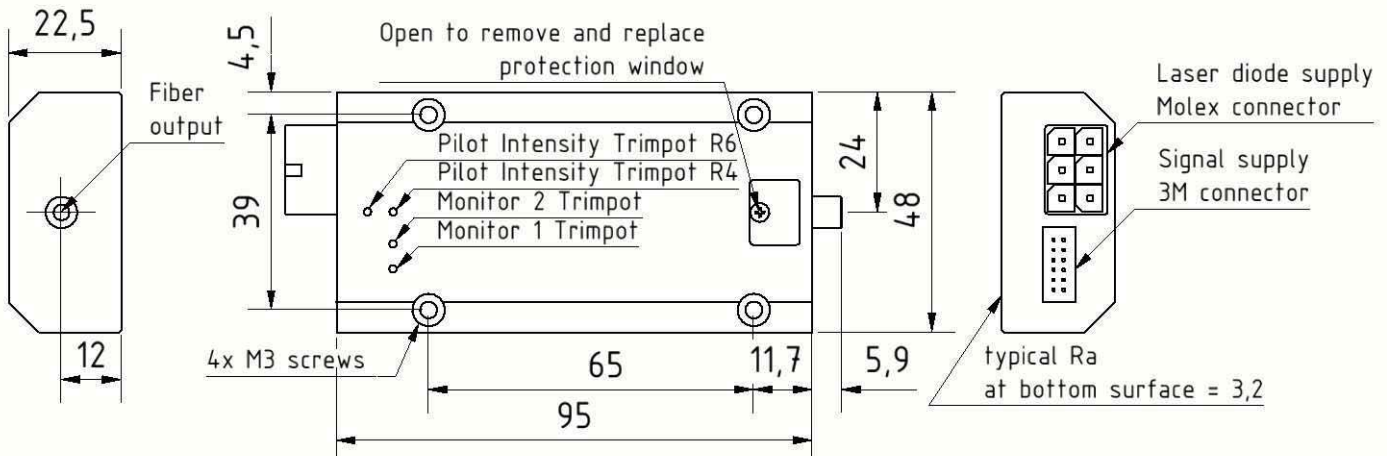 22,5
4,5
Open to remove and replace
protection window
Laser diode supply
Molex connector
Fiber
output
Pilot Intensity Trimpot R6
Pilot Intensity Trimpot R4
Monitor 2 Trimpot
Monitor 1 Trimpot
24
Signal supply
3M connector
39
48
12
4x M3 screws
65
11,7
5,9
typical Ra
at bottom surface = 3,2
95